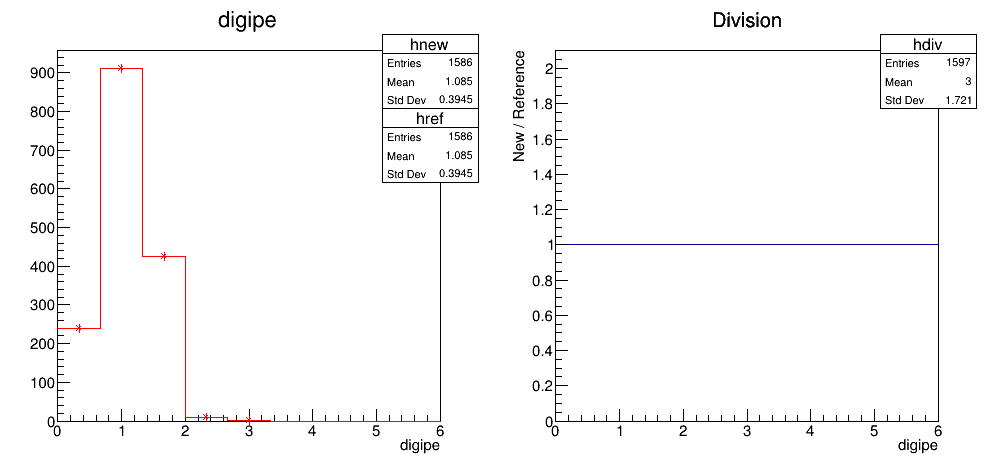 digipe
hnew
Entries 1586
Mean 1.085
Std Dev 0.3945
href
Entries 1586
Mean 1.085
Std Dev 0.3945
900
800
700
600
500
400
300
200
100
0
0 1 2 3 4 5 6
digipe
Division
hdiv
Entries 1597
Mean 3
Std Dev 1.721
New / Reference
2
1.8
1.6
1.4
1.2
1
0.8
0.6
0.4
0.2
0
0 1 2 3 4 5 6
digipe